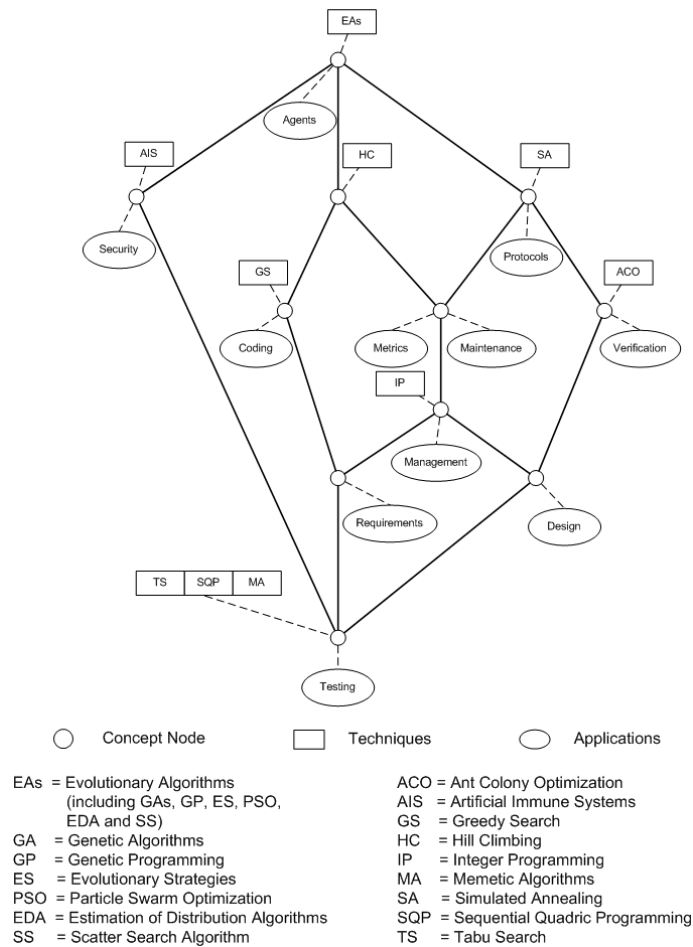 EAs
Agents
AIS
HC
SA
Security
Protocols
GS
ACO
Coding
Metrics
Maintenance
Verification
IP
Management
Requirements
Design
TS SQP MA
Testing
Concept Node Techniques Applications
EAs = Evolutionary Algorithms
(including GAs, GP, ES, PSO,
EDA and SS)
GA = Genetic Algorithms
GP = Genetic Programming
ES = Evolutionary Strategies
PSO = Particle Swarm Optimization
EDA = Estimation of Distribution Algorithms
SS = Scatter Search Algorithm
ACO = Ant Colony Optimization
AIS = Artificial Immune Systems
GS = Greedy Search
HC = Hill Climbing
IP = Integer Programming
MA = Memetic Algorithms
SA = Simulated Annealing
SQP = Sequential Quadric Programming
TS = Tabu Search